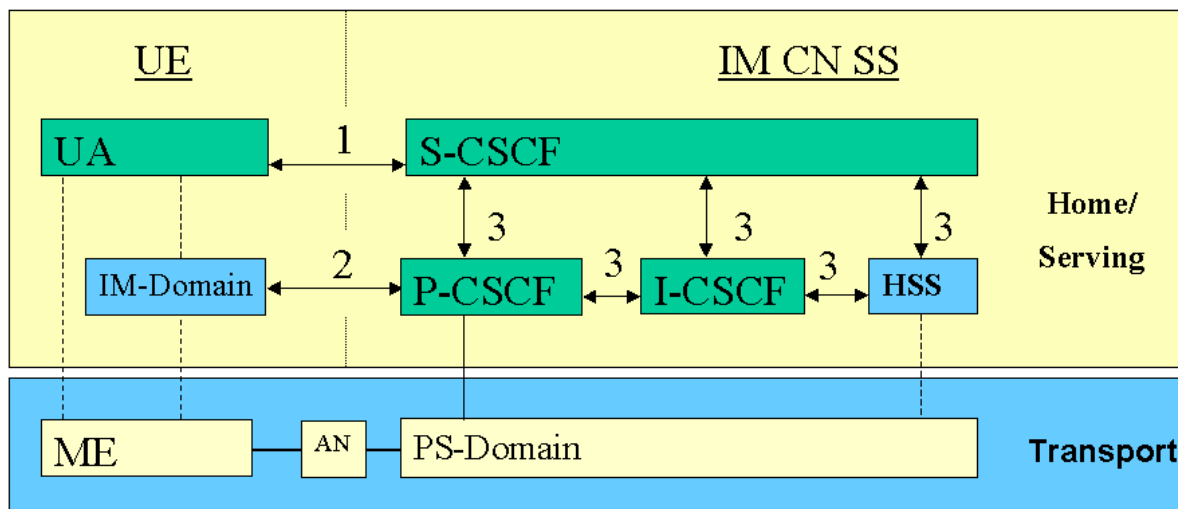 UE
IM CN SS
UA
1
S-CSCF
3
3
3
Home/
Serving
IM-Domain
2
P-CSCF
3
I-CSCF
3
HSS
ME
AN
PS-Domain
Transport